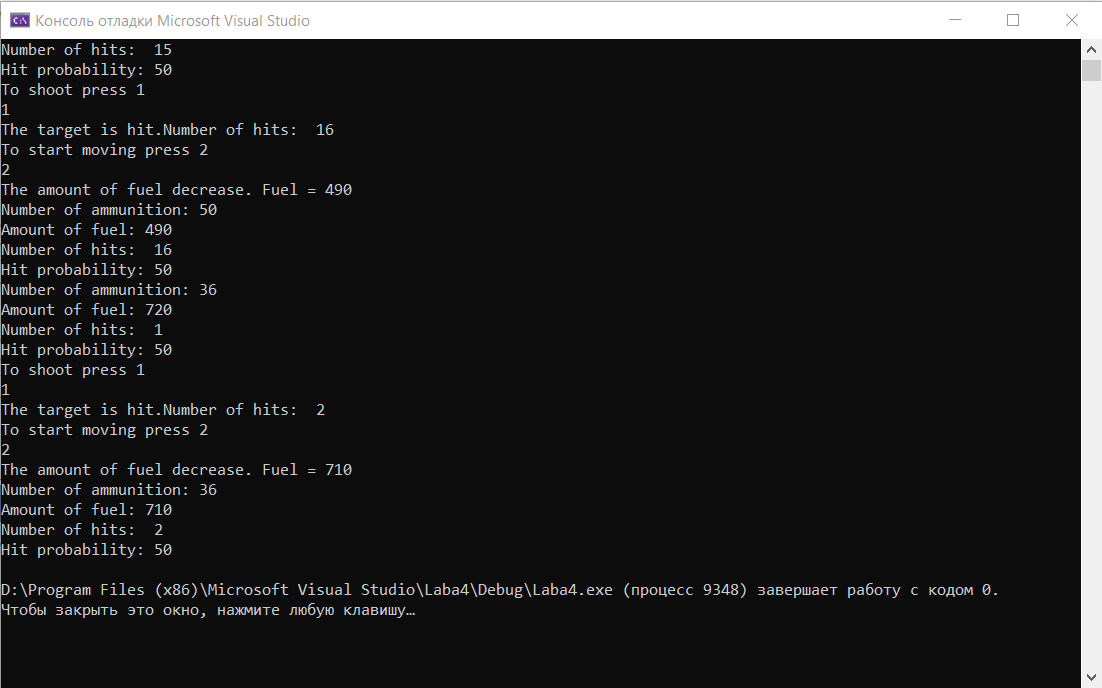 Консоль отладки Microsoft Visual Studio
Number of hits:  15
Hit probability: 50
To shoot press 1
1
The target is hit.Number of hits:  16
To start moving press 2
2
The amount of fuel decrease. Fuel = 490
Number of ammunition: 50
Amount of fuel: 490
Number of hits:  16
Hit probability: 50
Number of ammunition: 36
Amount of fuel: 720
Number of hits:  1
Hit probability: 50
To shoot press 1
1
The target is hit.Number of hits:  2
To start moving press 2
2
The amount of fuel decrease. Fuel = 710
Number of ammunition: 36
Amount of fuel: 710
Number of hits:  2
Hit probability: 50
D:\Program Files (x86)\Microsoft Visual Studio\Laba4\Debug\Laba4.exe (процесс 9348) завершает работу с кодом 0.
Чтобы закрыть это окно, нажмите любую клавишу…